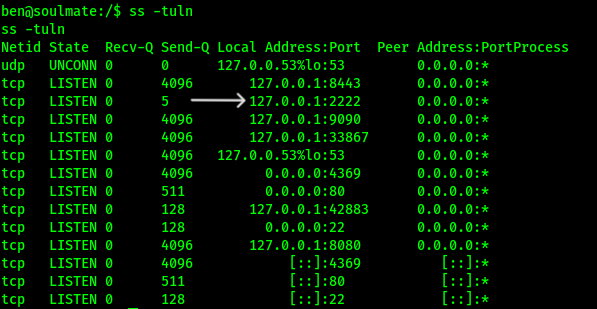 ben@soulmate:/$ ss -tuln
ss -tuln
Netid State  Recv-Q Send-Q Local Address:Port  Peer Address:PortProcess
udp   UNCONN 0      0      127.0.0.53%lo:53         0.0.0.0:*
tcp   LISTEN 0      4096       127.0.0.1:8443       0.0.0.0:*
tcp   LISTEN 0      5          127.0.0.1:2222       0.0.0.0:*
tcp   LISTEN 0      4096       127.0.0.1:9090       0.0.0.0:*
tcp   LISTEN 0      4096       127.0.0.1:33867      0.0.0.0:*
tcp   LISTEN 0      4096   127.0.0.53%lo:53         0.0.0.0:*
tcp   LISTEN 0      4096         0.0.0.0:4369       0.0.0.0:*
tcp   LISTEN 0      511          0.0.0.0:80         0.0.0.0:*
tcp   LISTEN 0      128        127.0.0.1:42883      0.0.0.0:*
tcp   LISTEN 0      128          0.0.0.0:22         0.0.0.0:*
tcp   LISTEN 0      4096       127.0.0.1:8080       0.0.0.0:*
tcp   LISTEN 0      4096            [::]:4369          [::]:*
tcp   LISTEN 0      511             [::]:80            [::]:*
tcp   LISTEN 0      128             [::]:22            [::]:*